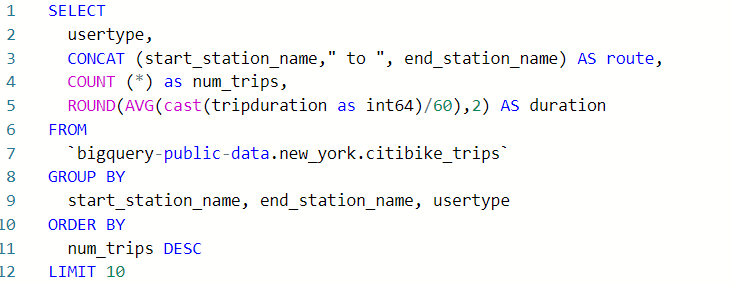 1 SELECT
2 usertype,
3 CONCAT (start_station_name," to ", end_station_name) AS route,
4 COUNT (*) as num_trips,
5 ROUND(AVG(cast(tripduration as int64)/60),2) AS duration
6 FROM
7 `bigquery-public-data.new_york.citibike_trips`
8 GROUP BY
9 start_station_name, end_station_name, usertype
10 ORDER BY
11 num_trips DESC
12 LIMIT 10